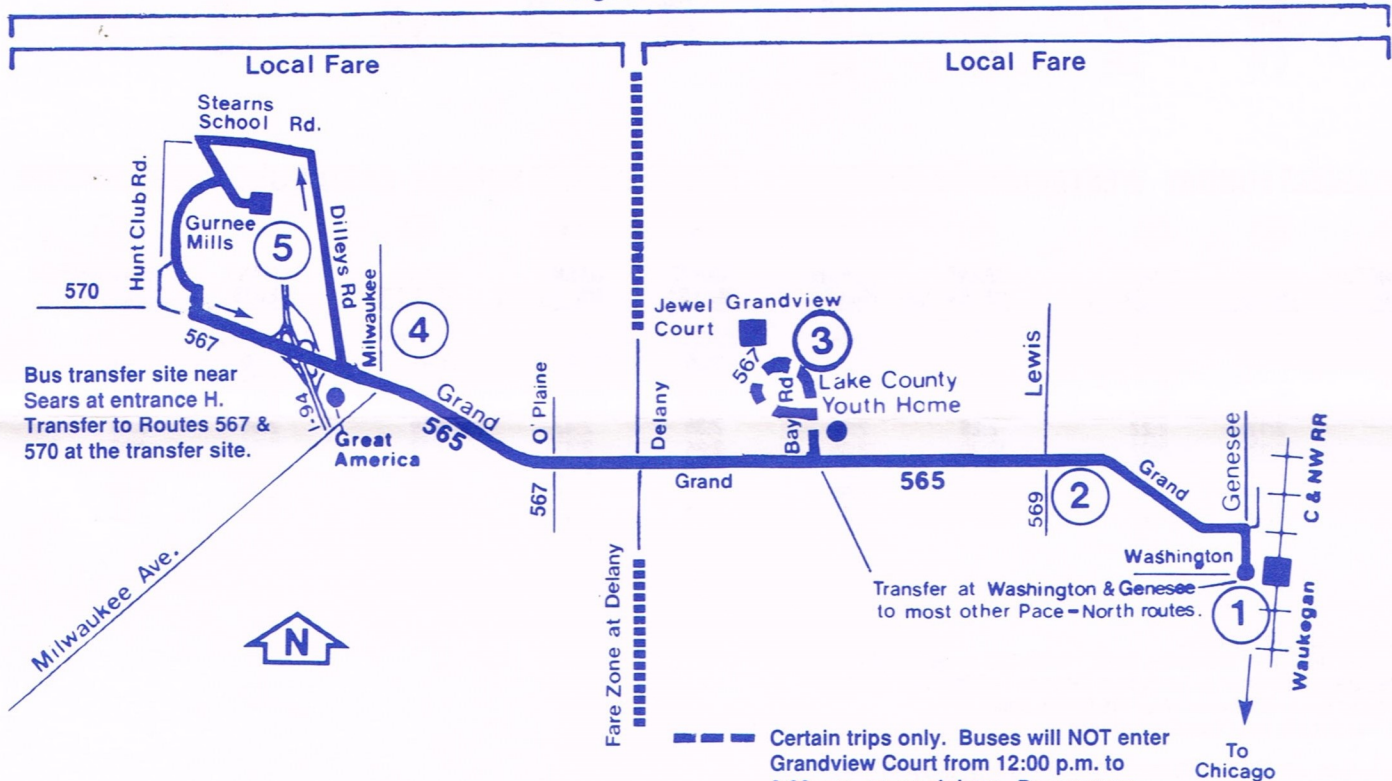 Local Fare
Local Fare
Stearns
School Rd.
Hunt Club Rd.
Gurnee
Mills
5
Dilleys Rd
Milwaukee
4
570
567
Bus transfer site near
Sears at entrance H.
Transfer to Routes 567 &
570 at the transfer site.
I-94
Great
America
Grand
565
O Plaine
567
Milwaukee Ave.
N
Delany
Fare Zone at Delany
Jewel Grandview
Court
3
567
Bay Rd
Lake County
Youth Home
Grand
565
Lewis
569
2
Grand
Genesee
C & NW RR
Washington
Transfer at Washington & Genesee
to most other Pace-North routes.
1
Waukegan
To
Chicago
Certain trips only. Buses will NOT enter
Grandview Court from 12:00 p.m. to